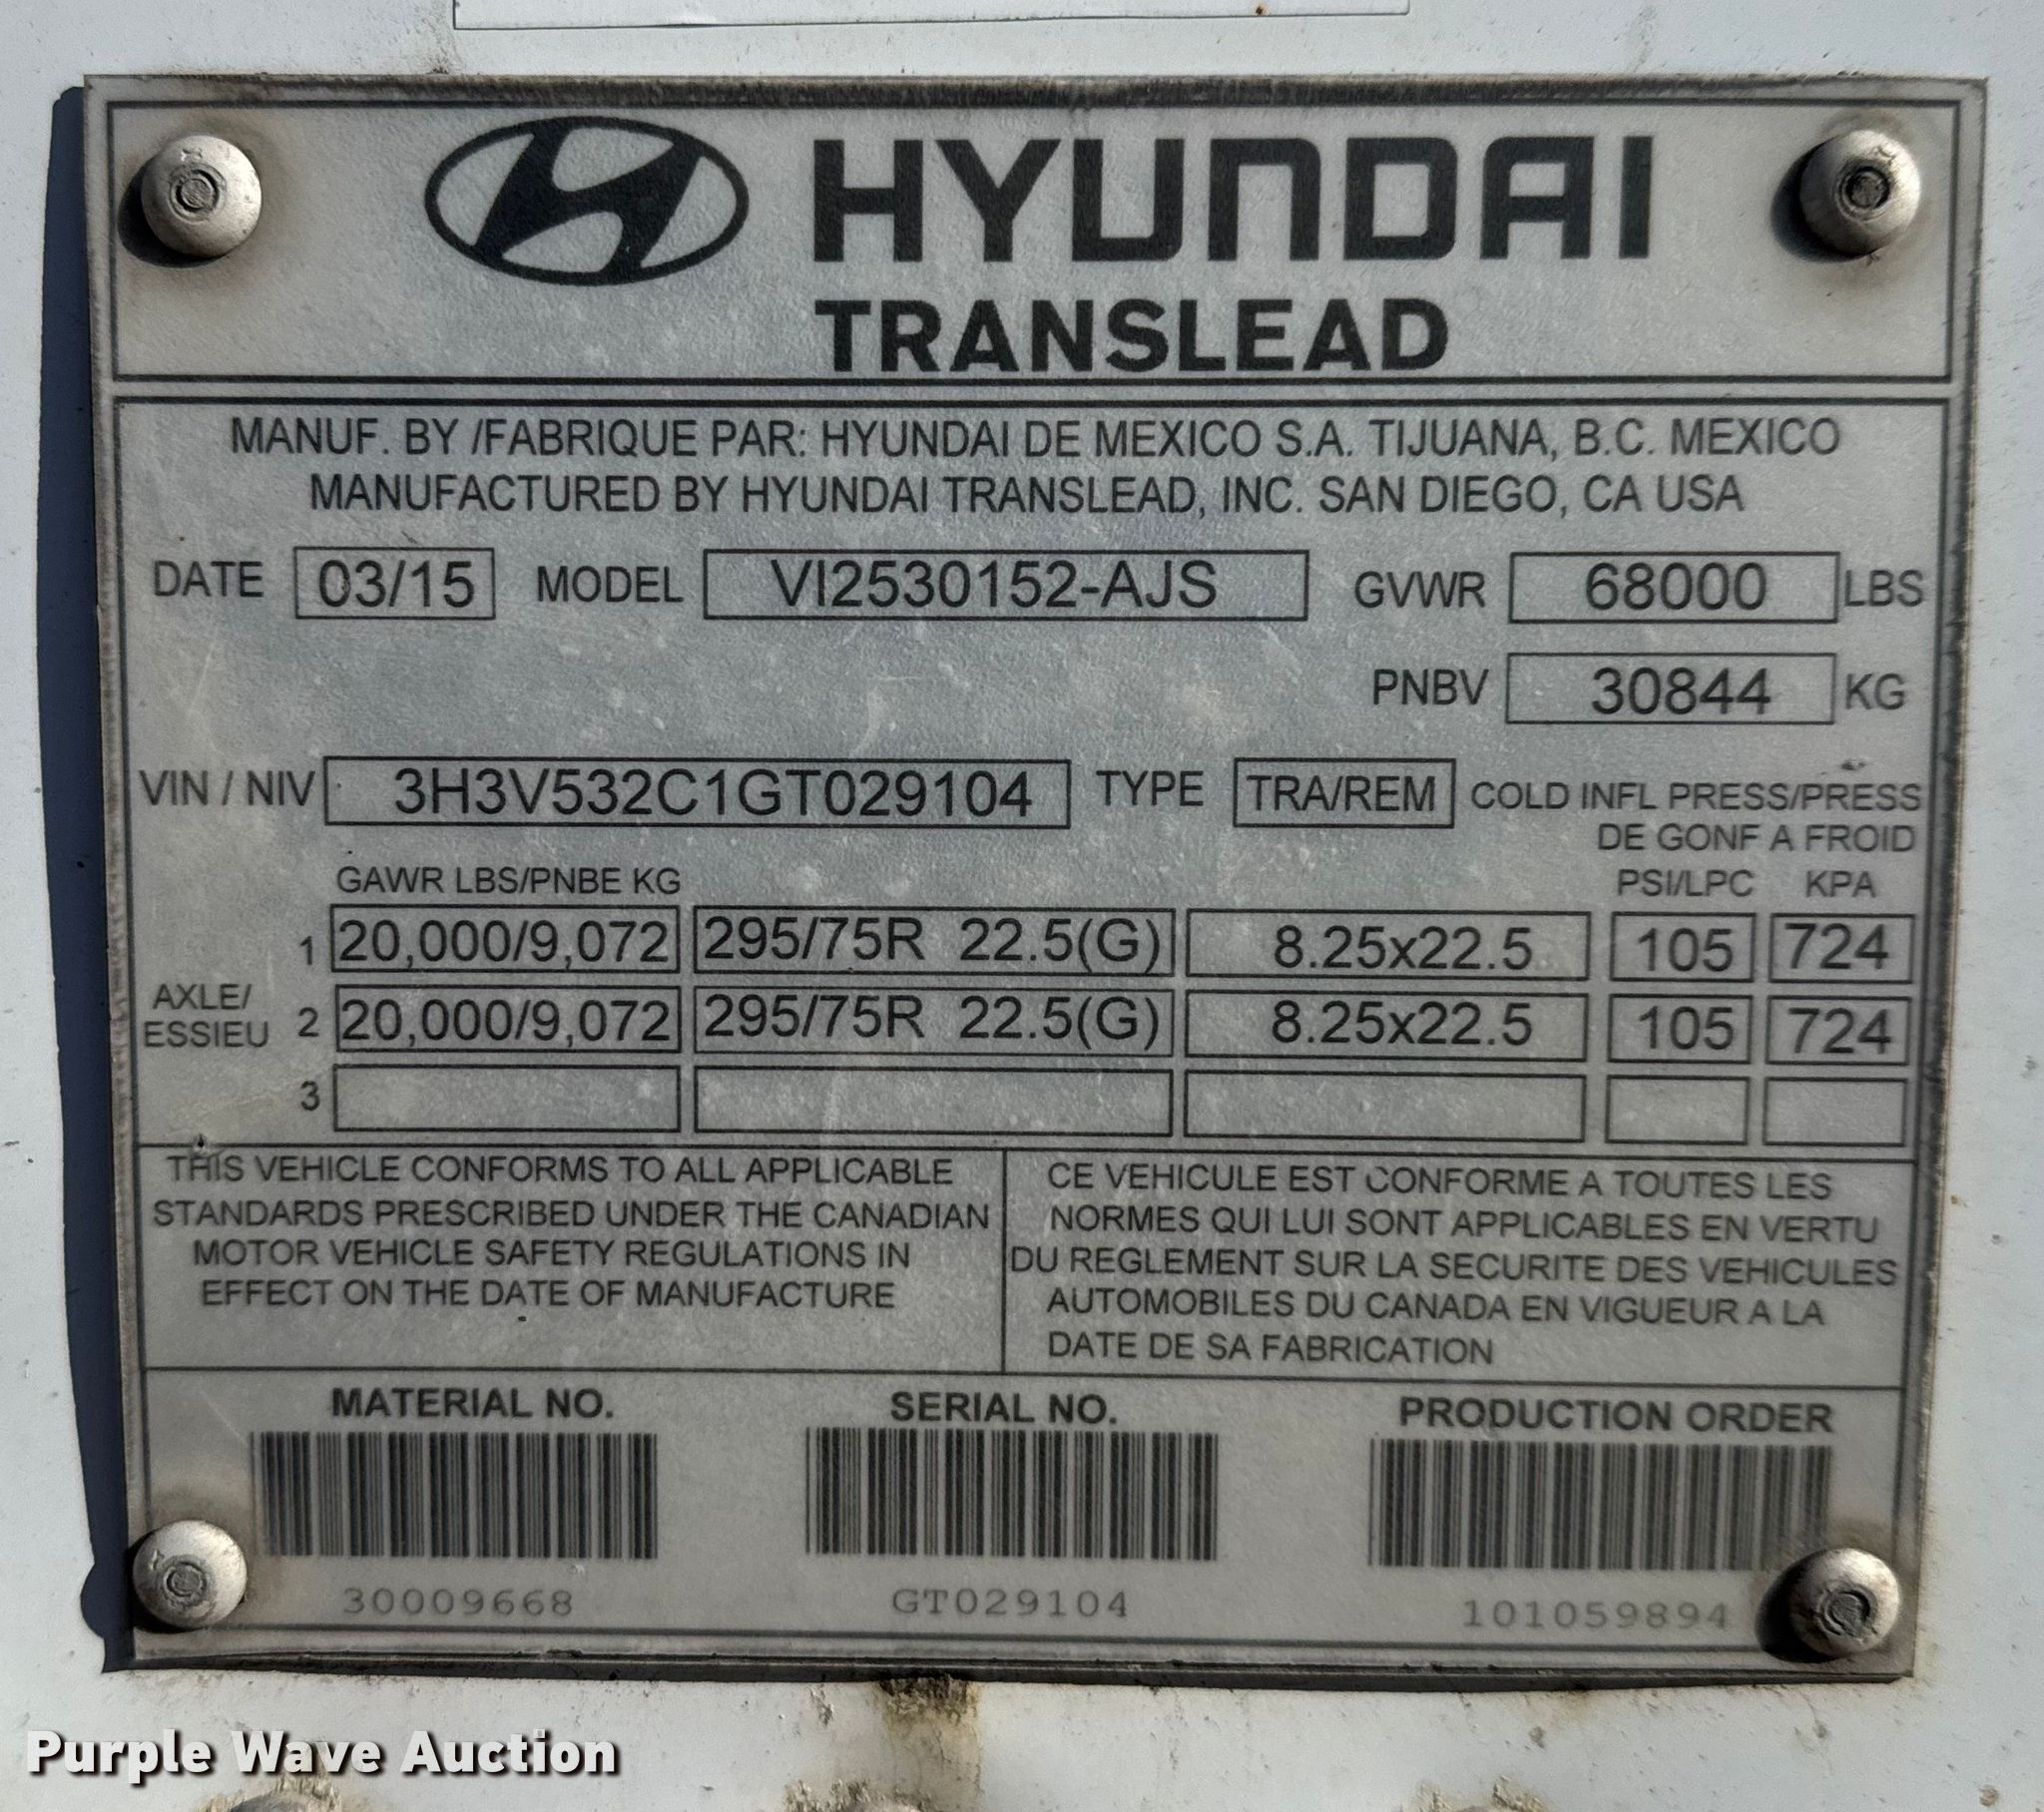 HYUNDAI
TRANSLEAD
MANUF. BY /FABRIQUE PAR: HYUNDAI DE MEXICO S.A. TIJUANA, B.C. MEXICO
MANUFACTURED BY HYUNDAI TRANSLEAD, INC. SAN DIEGO, CA USA
DATE 03/15 MODEL VI2530152-AJS GVWR 68000 LBS
PNBV 30844 KG
VIN / NIV 3H3V532C1GT029104 TYPE TRA/REM COLD INFL PRESS/PRESS
DE GONF A FROID
GAWR LBS/PNBE KG PSI/LPC KPA
1 20,000/9,072 295/75R 22.5(G) 8.25x22.5 105 724
AXLE/
ESSIEU 2 20,000/9,072 295/75R 22.5(G) 8.25x22.5 105 724
3
THIS VEHICLE CONFORMS TO ALL APPLICABLE
STANDARDS PRESCRIBED UNDER THE CANADIAN
MOTOR VEHICLE SAFETY REGULATIONS IN
EFFECT ON THE DATE OF MANUFACTURE
CE VEHICULE EST CONFORME A TOUTES LES
NORMES QUI LUI SONT APPLICABLES EN VERTU
DU REGLEMENT SUR LA SECURITE DES VEHICULES
AUTOMOBILES DU CANADA EN VIGUEUR A LA
DATE DE SA FABRICATION
MATERIAL NO. SERIAL NO. PRODUCTION ORDER
30009668 GT029104 101059894
Purple Wave Auction